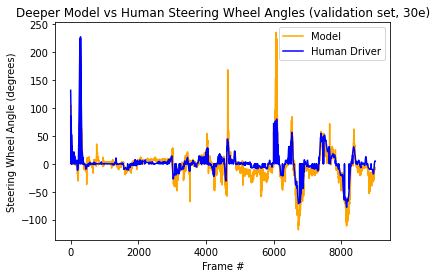 Deeper Model vs Human Steering Wheel Angles (validation set, 30e)
Steering Wheel Angle (degrees)
250
200
150
100
50
0
−50
−100
Model
Human Driver
0
2000
4000
6000
8000
Frame #